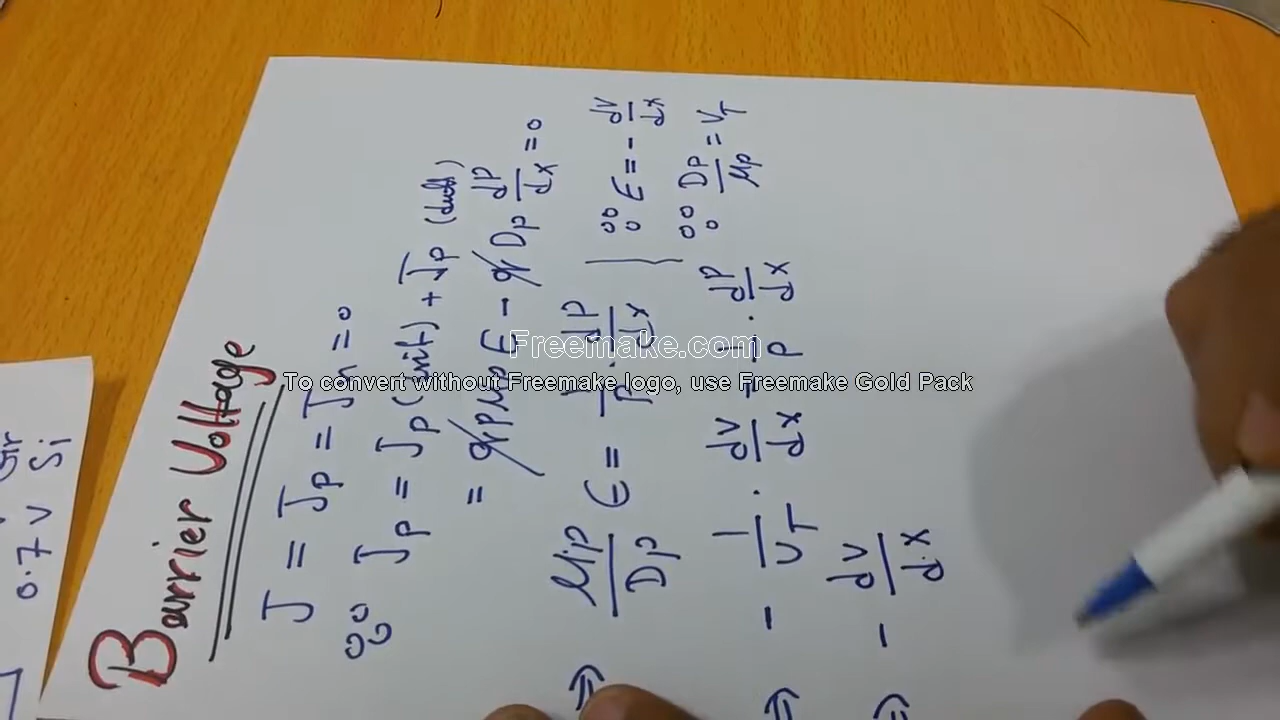 Barrier Voltage
J = Jp = Jn = 0
∴ Jp = Jp (drift) + Jp (diff)
= qpμpE - qDp dp/dx = 0
⇒ μp/Dp E = 1/p · dp/dx
∵ E = - dV/dx
∵ Dp/μp = VT
⇒ - 1/VT · dV/dx = 1/p · dp/dx
⇒ - dV/dx
0.7 V Si
Freemake.com
To convert without Freemake logo, use Freemake Gold Pack